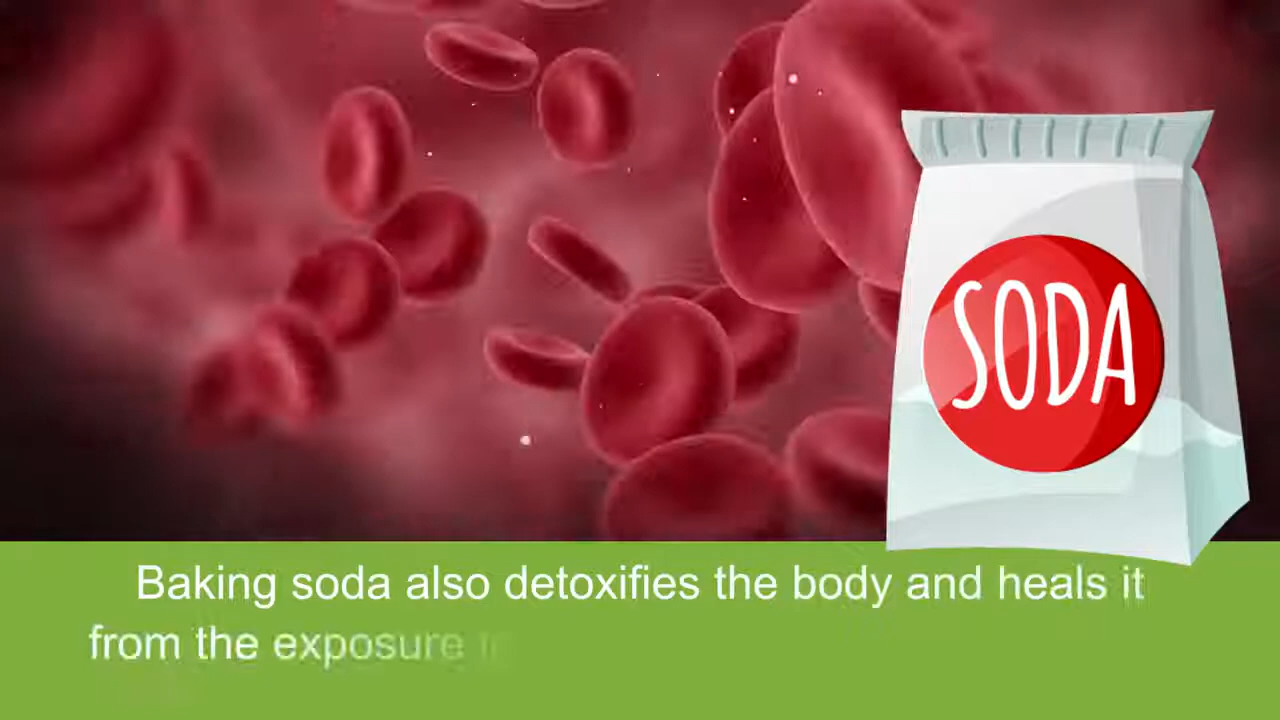 SODA
Baking soda also detoxifies the body and heals it
from the exposure